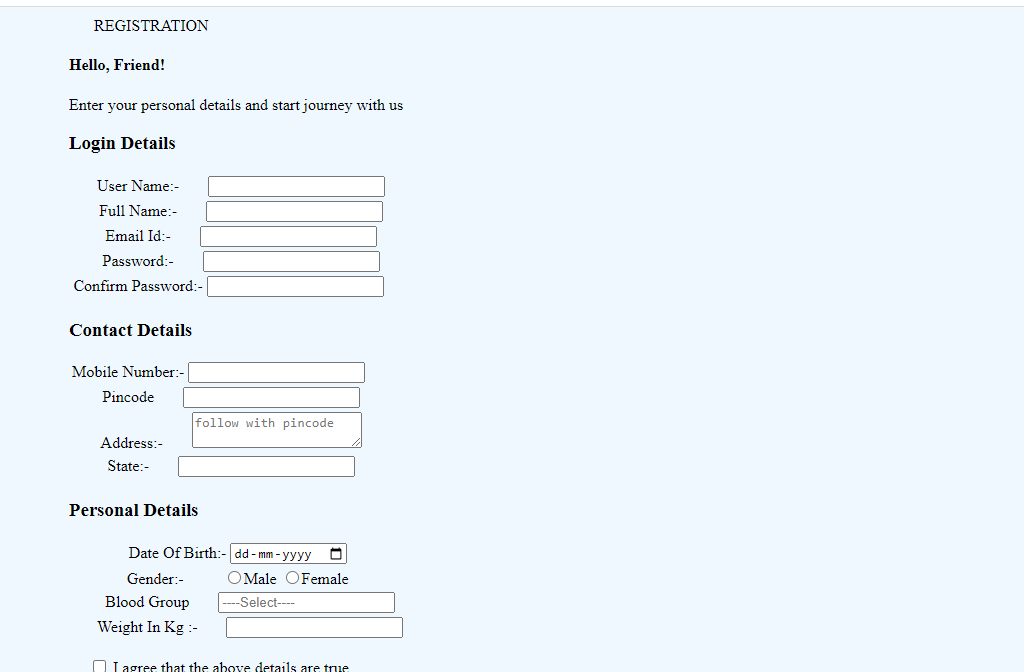 REGISTRATION
Hello, Friend!
Enter your personal details and start journey with us
Login Details
User Name:-
Full Name:-
Email Id:-
Password:-
Confirm Password:-
Contact Details
Mobile Number:-
Pincode
follow with pincode
Address:-
State:-
Personal Details
Date Of Birth:- dd-mm-yyyy
Gender:- Male Female
Blood Group ----Select----
Weight In Kg :-
I agree that the above details are true